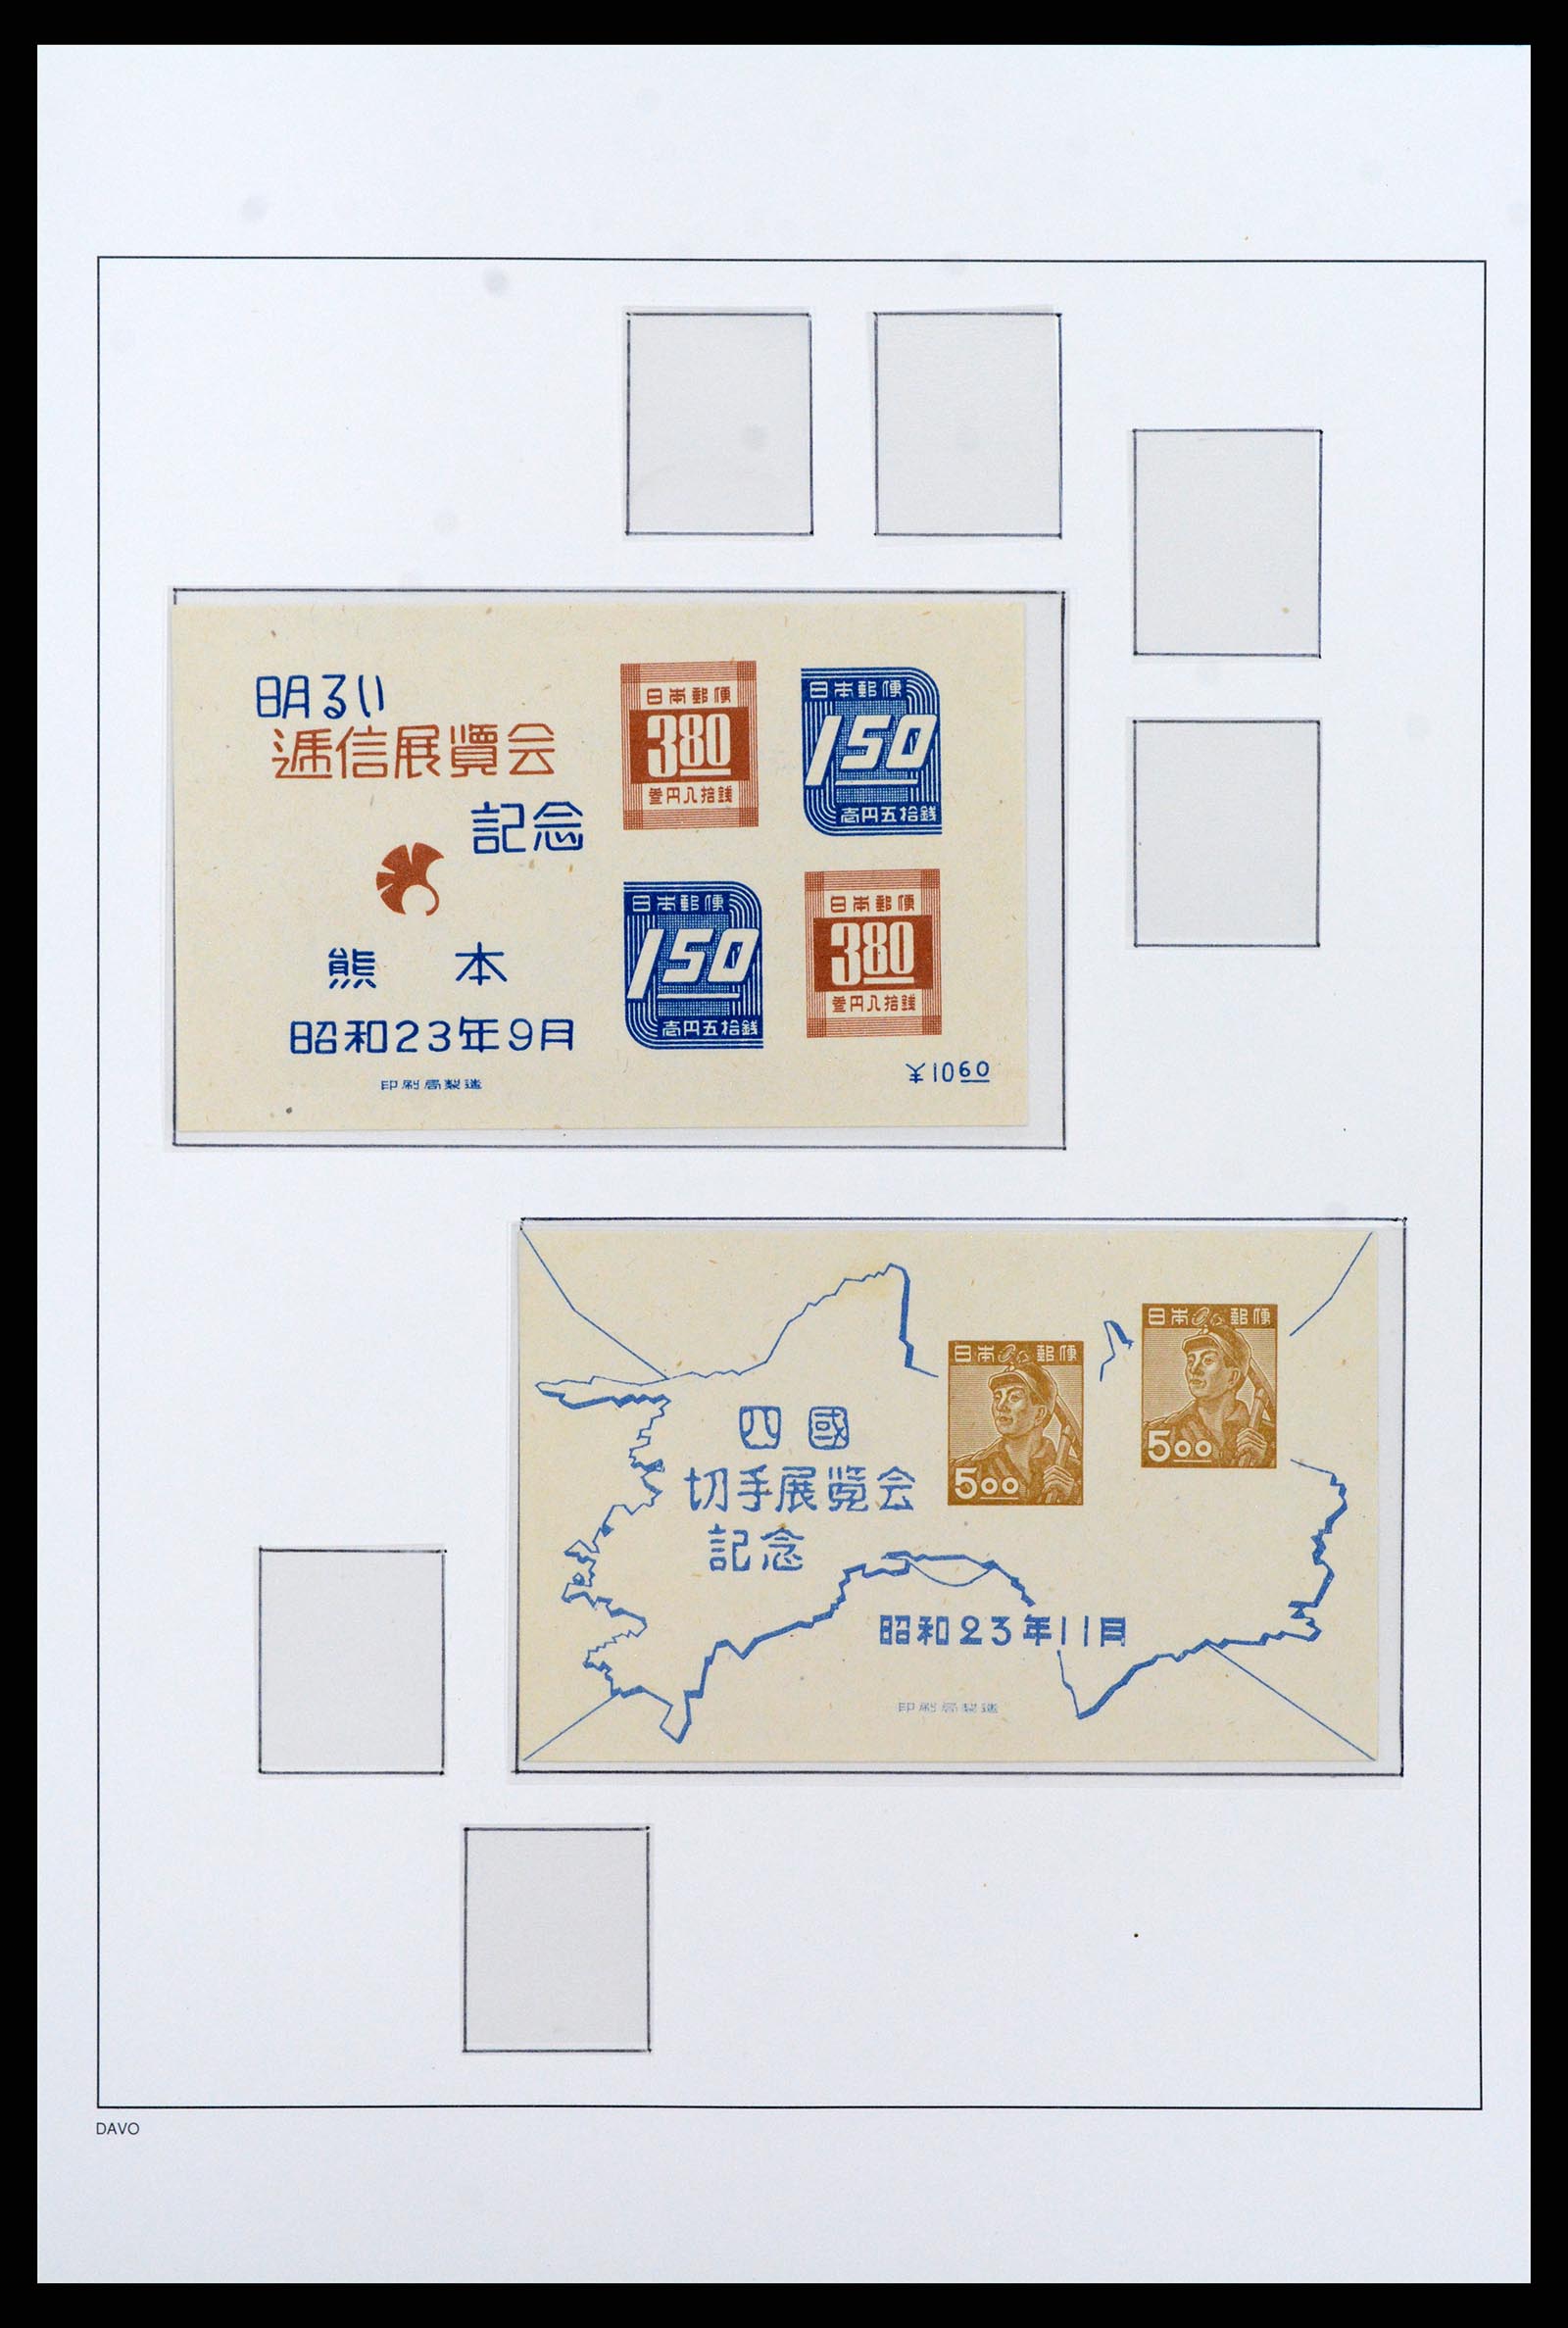 明るい
逓信展覧会
記念
熊 本
昭和23年9月
印刷局製造
日本郵便
3.80
叁円八拾銭
日本郵便
1.50
壱円五拾銭
日本郵便
1.50
壱円五拾銭
日本郵便
3.80
叁円八拾銭
¥10.60
四國
切手展覧会
記念
昭和23年11月
印刷局製造
日本郵便
5.00
日本郵便
5.00
DAVO